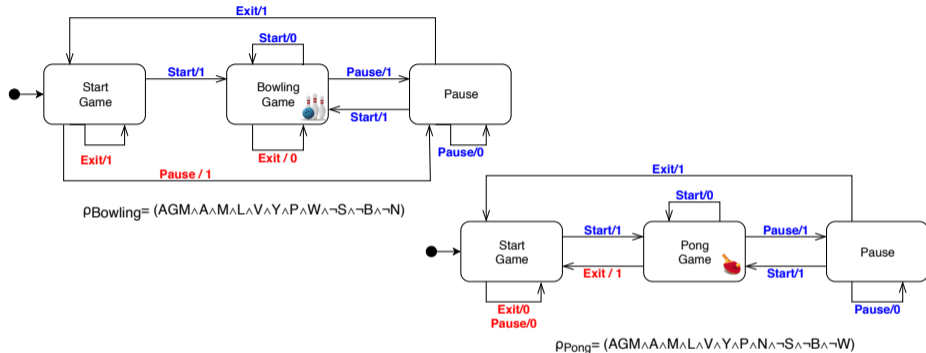 Exit/1
Start/0
Start Game
Start/1
Bowling Game
Pause/1
Start/1
Pause
Exit/1
Exit / 0
Pause/0
Pause / 1
ρBowling= (AGM∧A∧M∧L∧V∧Y∧P∧W∧¬S∧¬B∧¬N)
Exit/1
Start/0
Start Game
Start/1
Exit / 1
Pong Game
Pause/1
Start/1
Pause
Exit/0
Pause/0
Pause/0
ρPong= (AGM∧A∧M∧L∧V∧Y∧P∧N∧¬S∧¬B∧¬W)